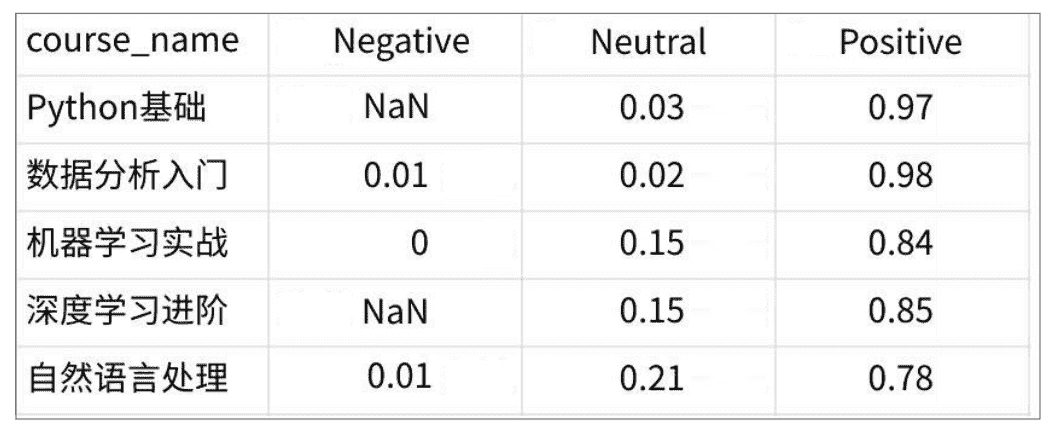 course_name Negative Neutral Positive
Python基础 NaN 0.03 0.97
数据分析入门 0.01 0.02 0.98
机器学习实战 0 0.15 0.84
深度学习进阶 NaN 0.15 0.85
自然语言处理 0.01 0.21 0.78